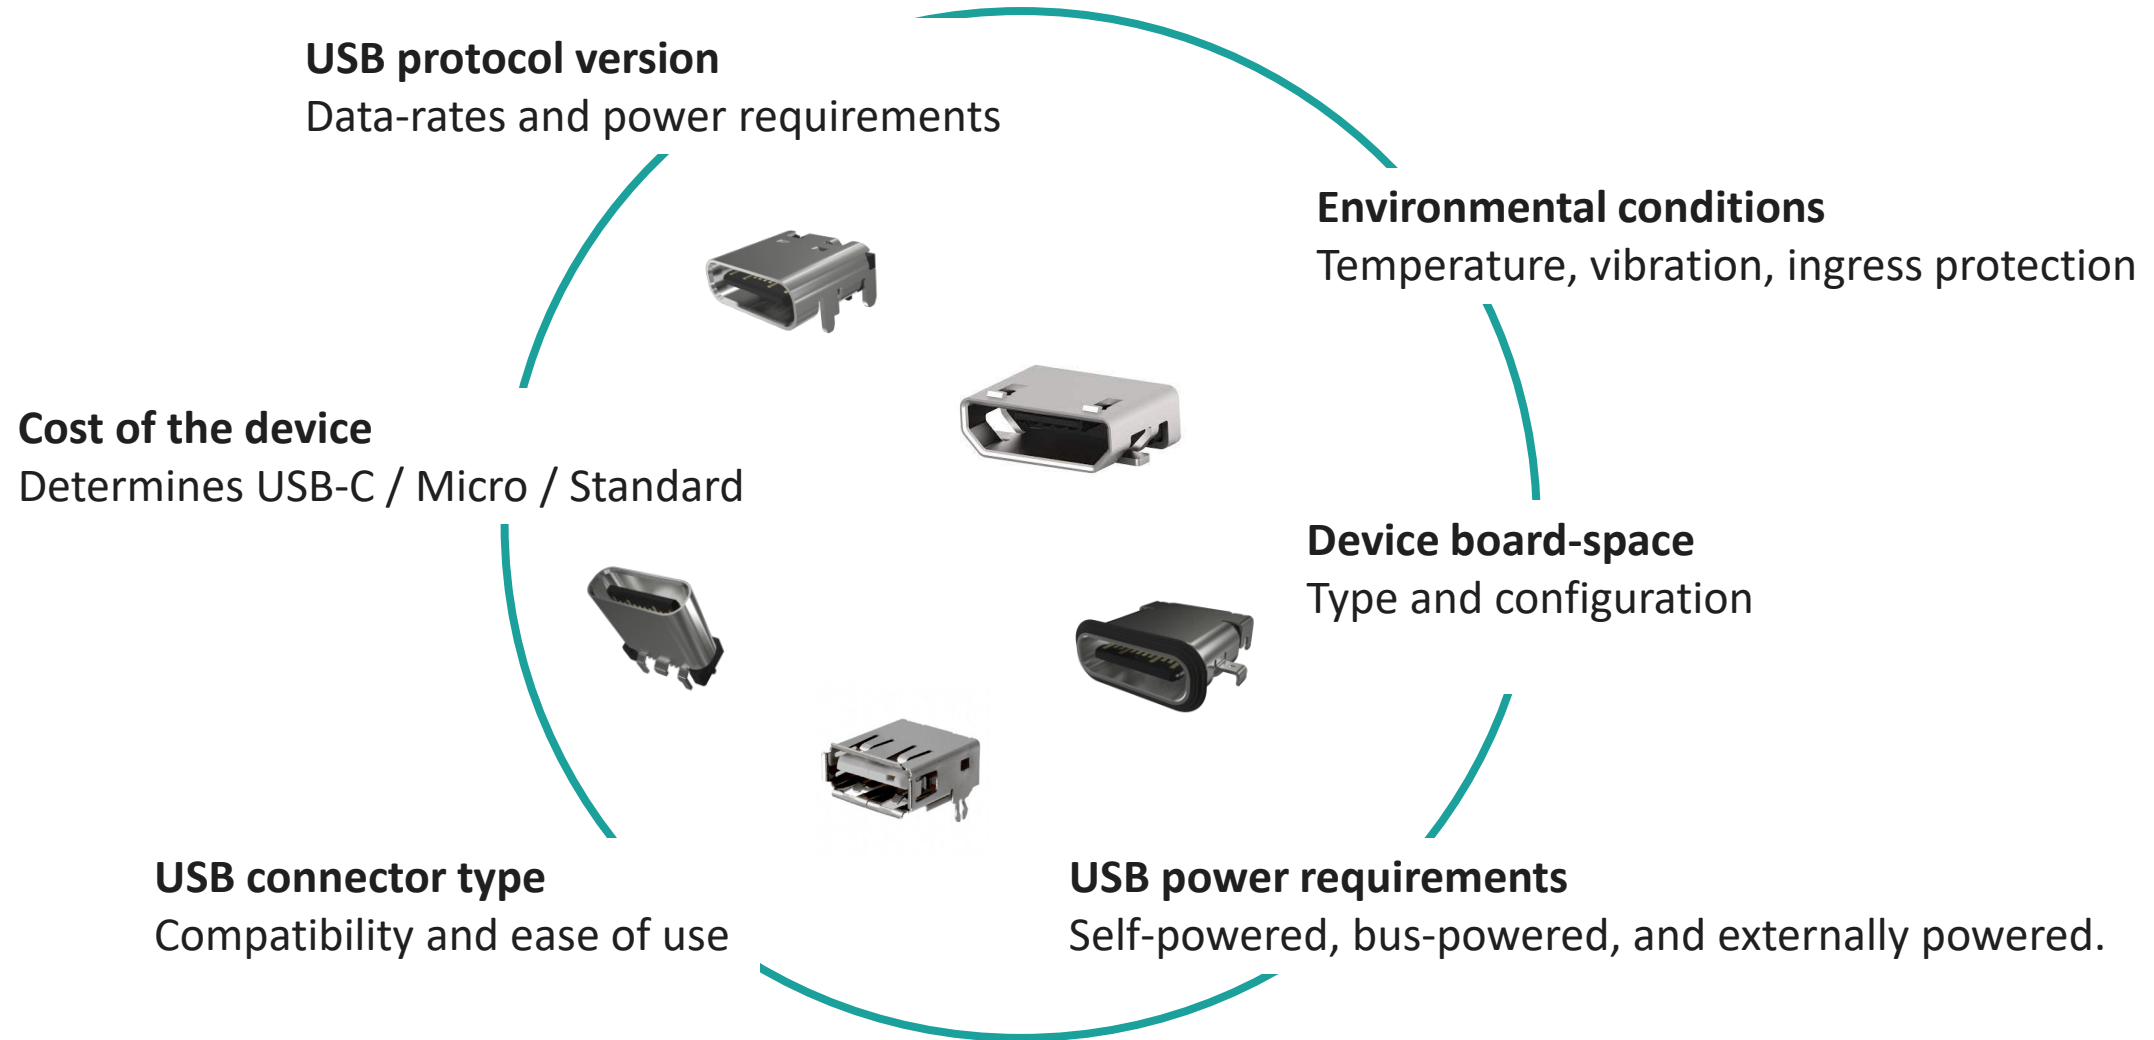 USB protocol version
Data-rates and power requirements
Environmental conditions
Temperature, vibration, ingress protection
Cost of the device
Determines USB-C / Micro / Standard
Device board-space
Type and configuration
USB connector type
Compatibility and ease of use
USB power requirements
Self-powered, bus-powered, and externally powered.